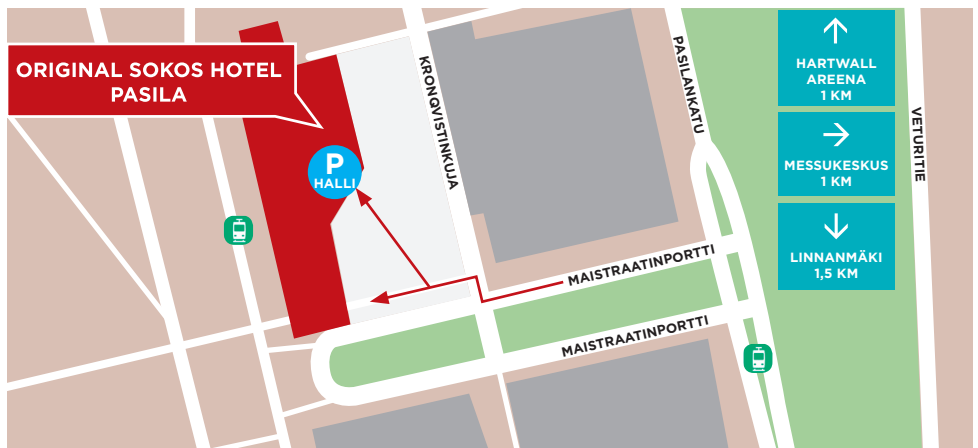 ORIGINAL SOKOS HOTEL
PASILA
P
HALLI
KRONQVISTINKUJA
PASILANKATU
HARTWALL
AREENA
1 KM
MESSUKESKUS
1 KM
LINNANMÄKI
1,5 KM
VETURITIE
MAISTRAATINPORTTI
MAISTRAATINPORTTI